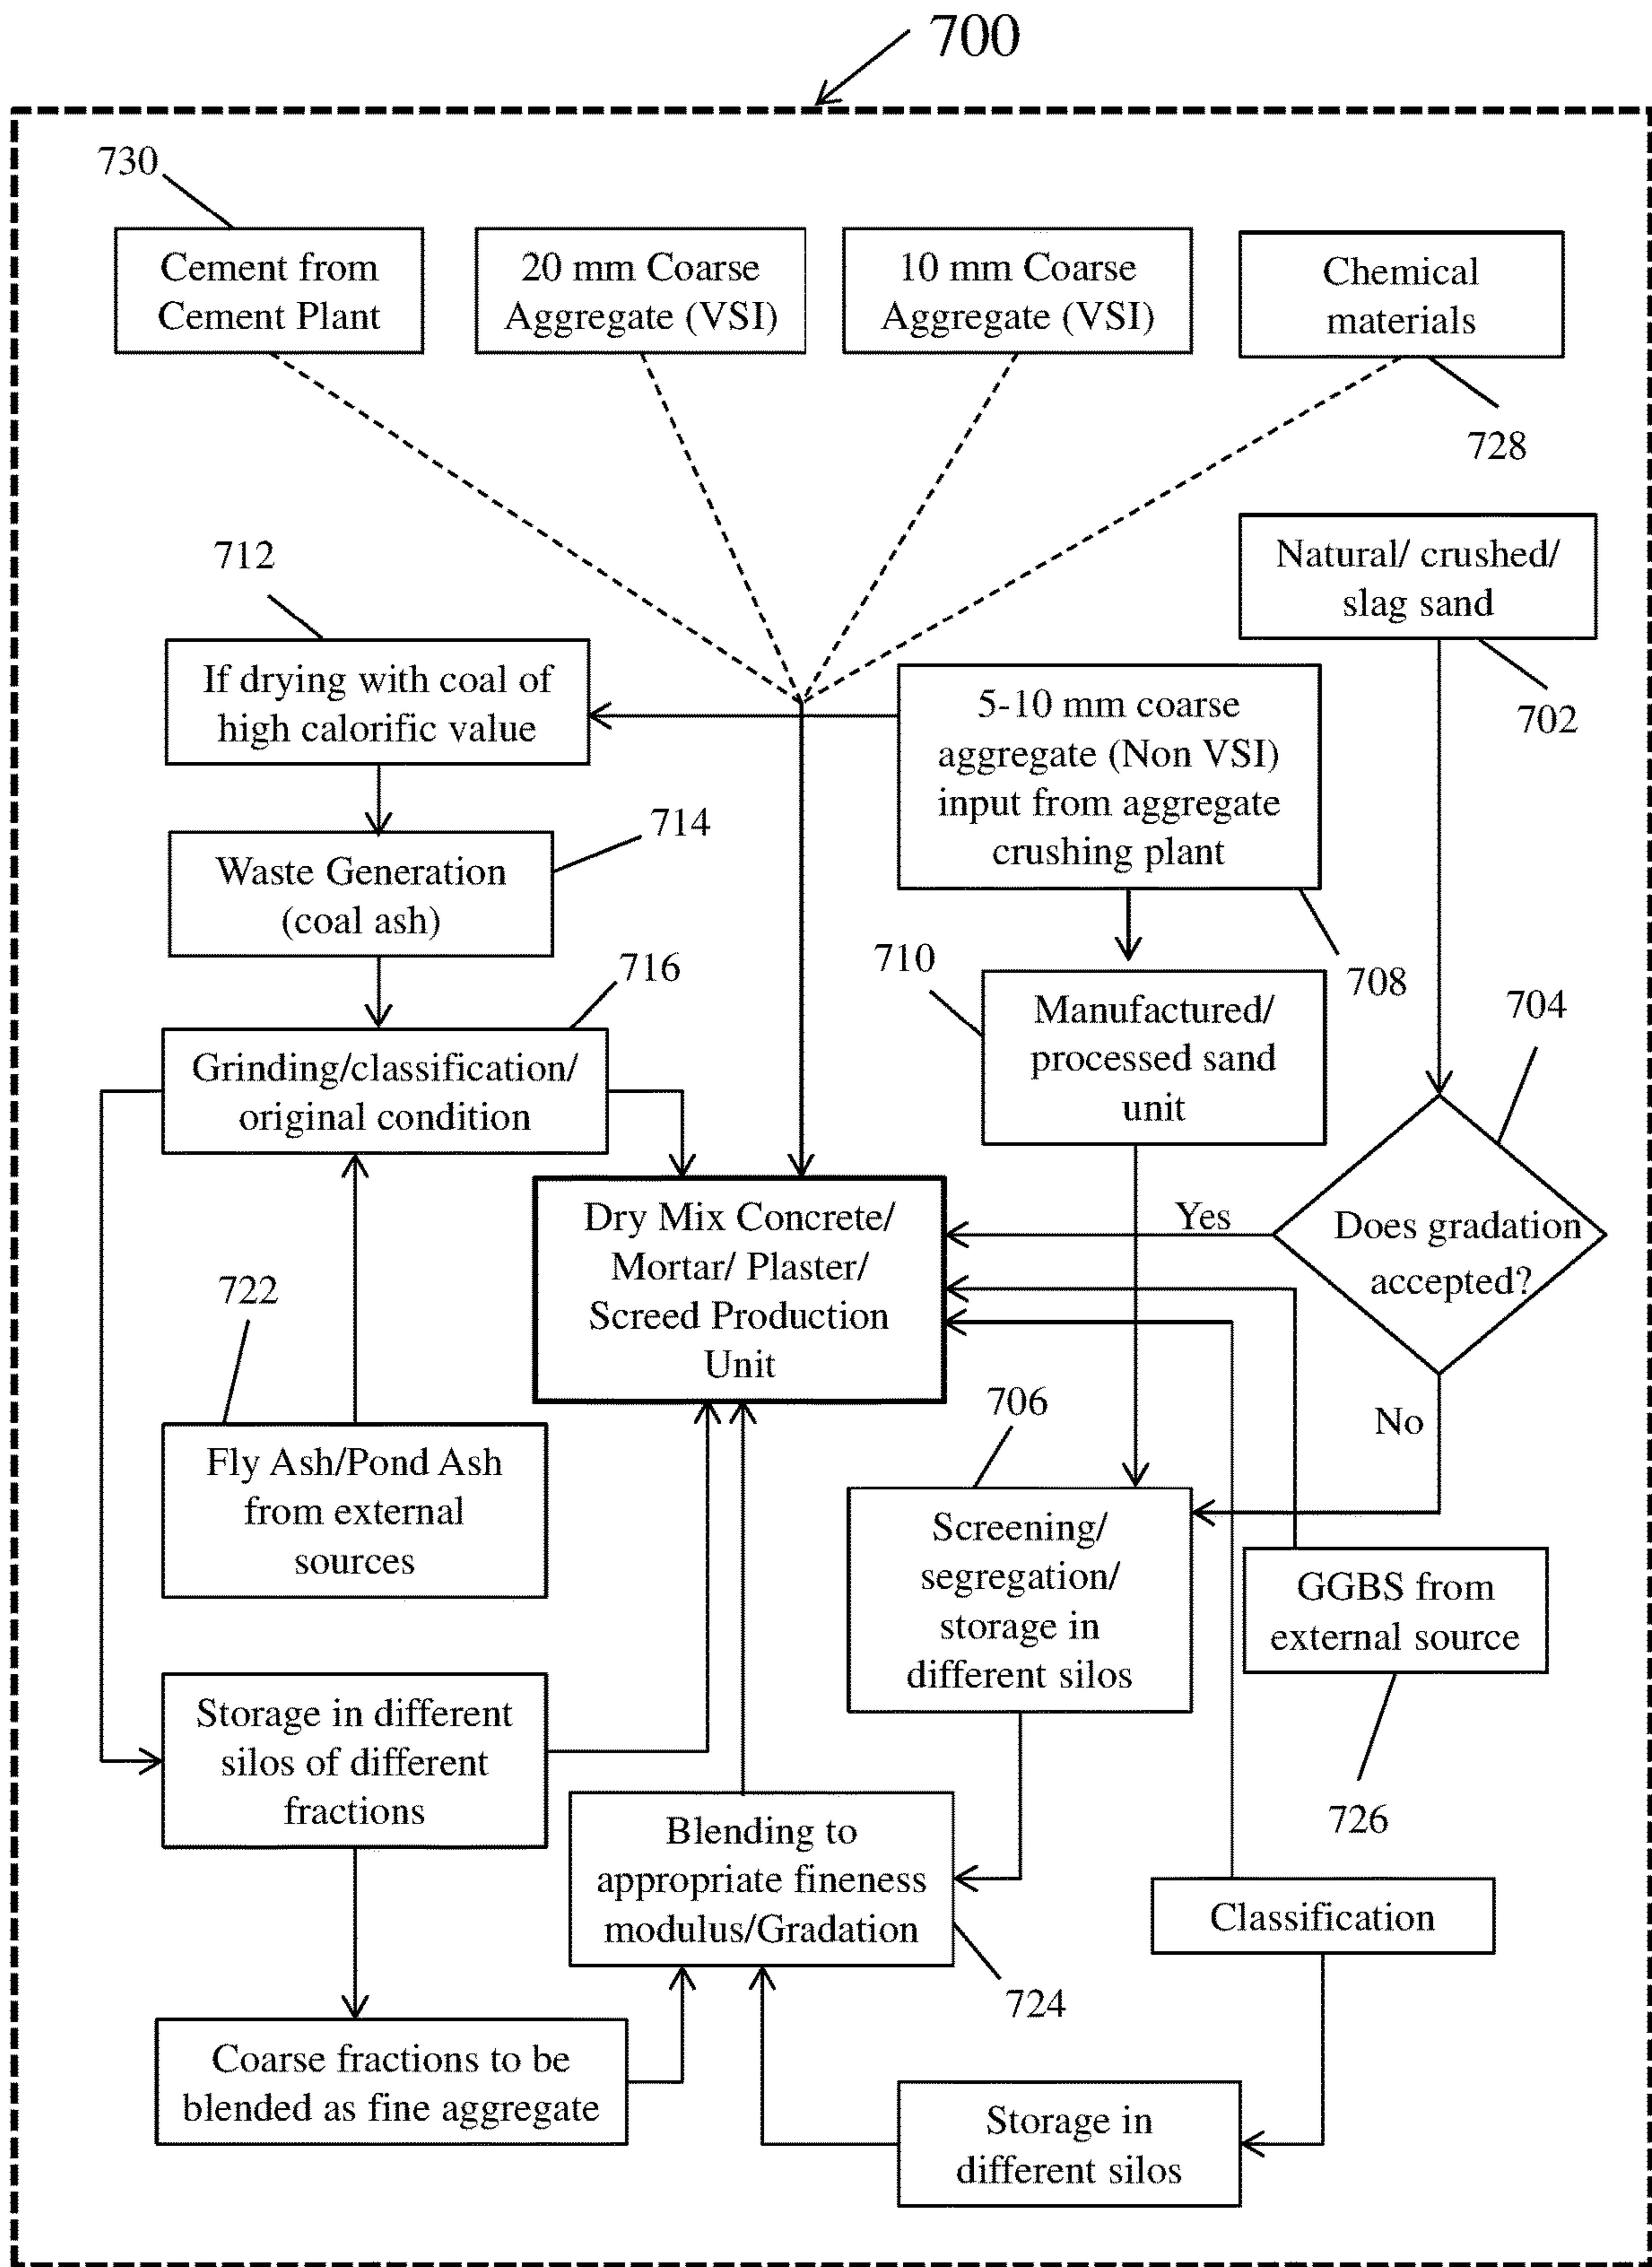 700
730
Cement from
Cement Plant
20 mm Coarse
Aggregate (VSI)
10 mm Coarse
Aggregate (VSI)
Chemical
materials
728
Natural/ crushed/
slag sand
702
712
If drying with coal of
high calorific value
5-10 mm coarse
aggregate (Non VSI)
input from aggregate
crushing plant
708
714
Waste Generation
(coal ash)
716
710
Manufactured/
processed sand
unit
704
Grinding/classification/
original condition
Dry Mix Concrete/
Mortar/ Plaster/
Screed Production
Unit
Yes
Does gradation
accepted?
No
722
Fly Ash/Pond Ash
from external
sources
706
Screening/
segregation/
storage in
different silos
GGBS from
external source
726
Storage in different
silos of different
fractions
Blending to
appropriate fineness
modulus/Gradation
724
Classification
Coarse fractions to be
blended as fine aggregate
Storage in
different silos